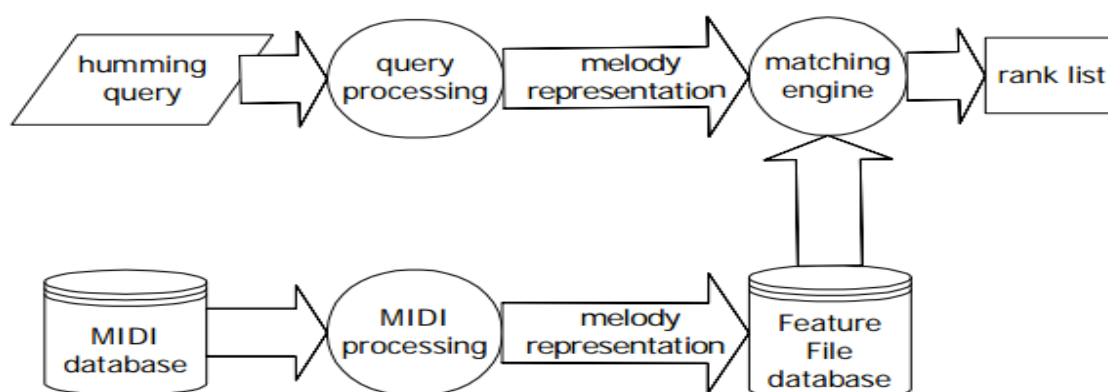 humming
query
query
processing
melody
representation
matching
engine
rank list
MIDI
database
MIDI
processing
melody
representation
Feature
File
database